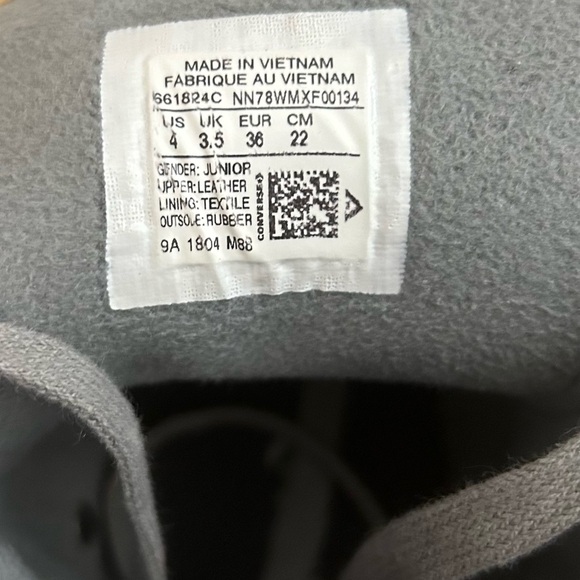 MADE IN VIETNAM
FABRIQUE AU VIETNAM
661824C NN78WMXF00134
US UK EUR CM
4 3.5 36 22
GENDER: JUNIOR
UPPER: LEATHER
LINING: TEXTILE
OUTSOLE: RUBBER
9A 1804 M88
CONVERSE